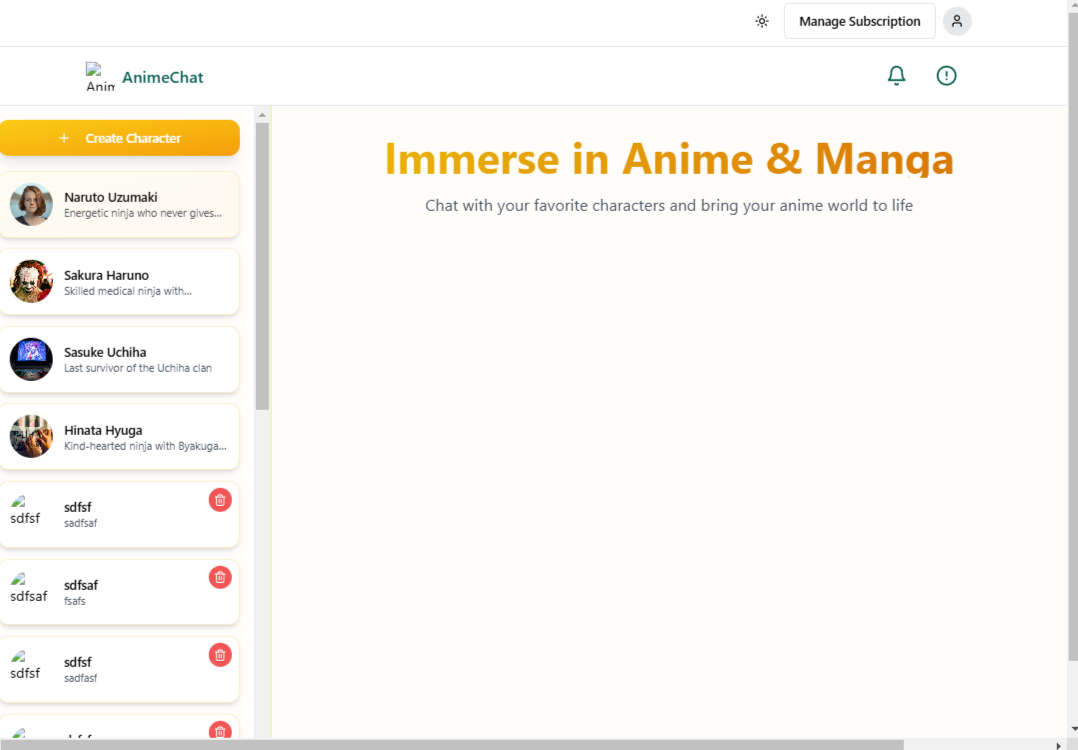 Manage Subscription
Anim
AnimeChat
+ Create Character
Immerse in Anime & Manga
Chat with your favorite characters and bring your anime world to life
Naruto Uzumaki
Energetic ninja who never gives...
Sakura Haruno
Skilled medical ninja with...
Sasuke Uchiha
Last survivor of the Uchiha clan
Hinata Hyuga
Kind-hearted ninja with Byakuga...
sdfsf
sdfsf
sadfsaf
sdfsaf
sdfsaf
fsafs
sdfsf
sdfsf
sadfasf